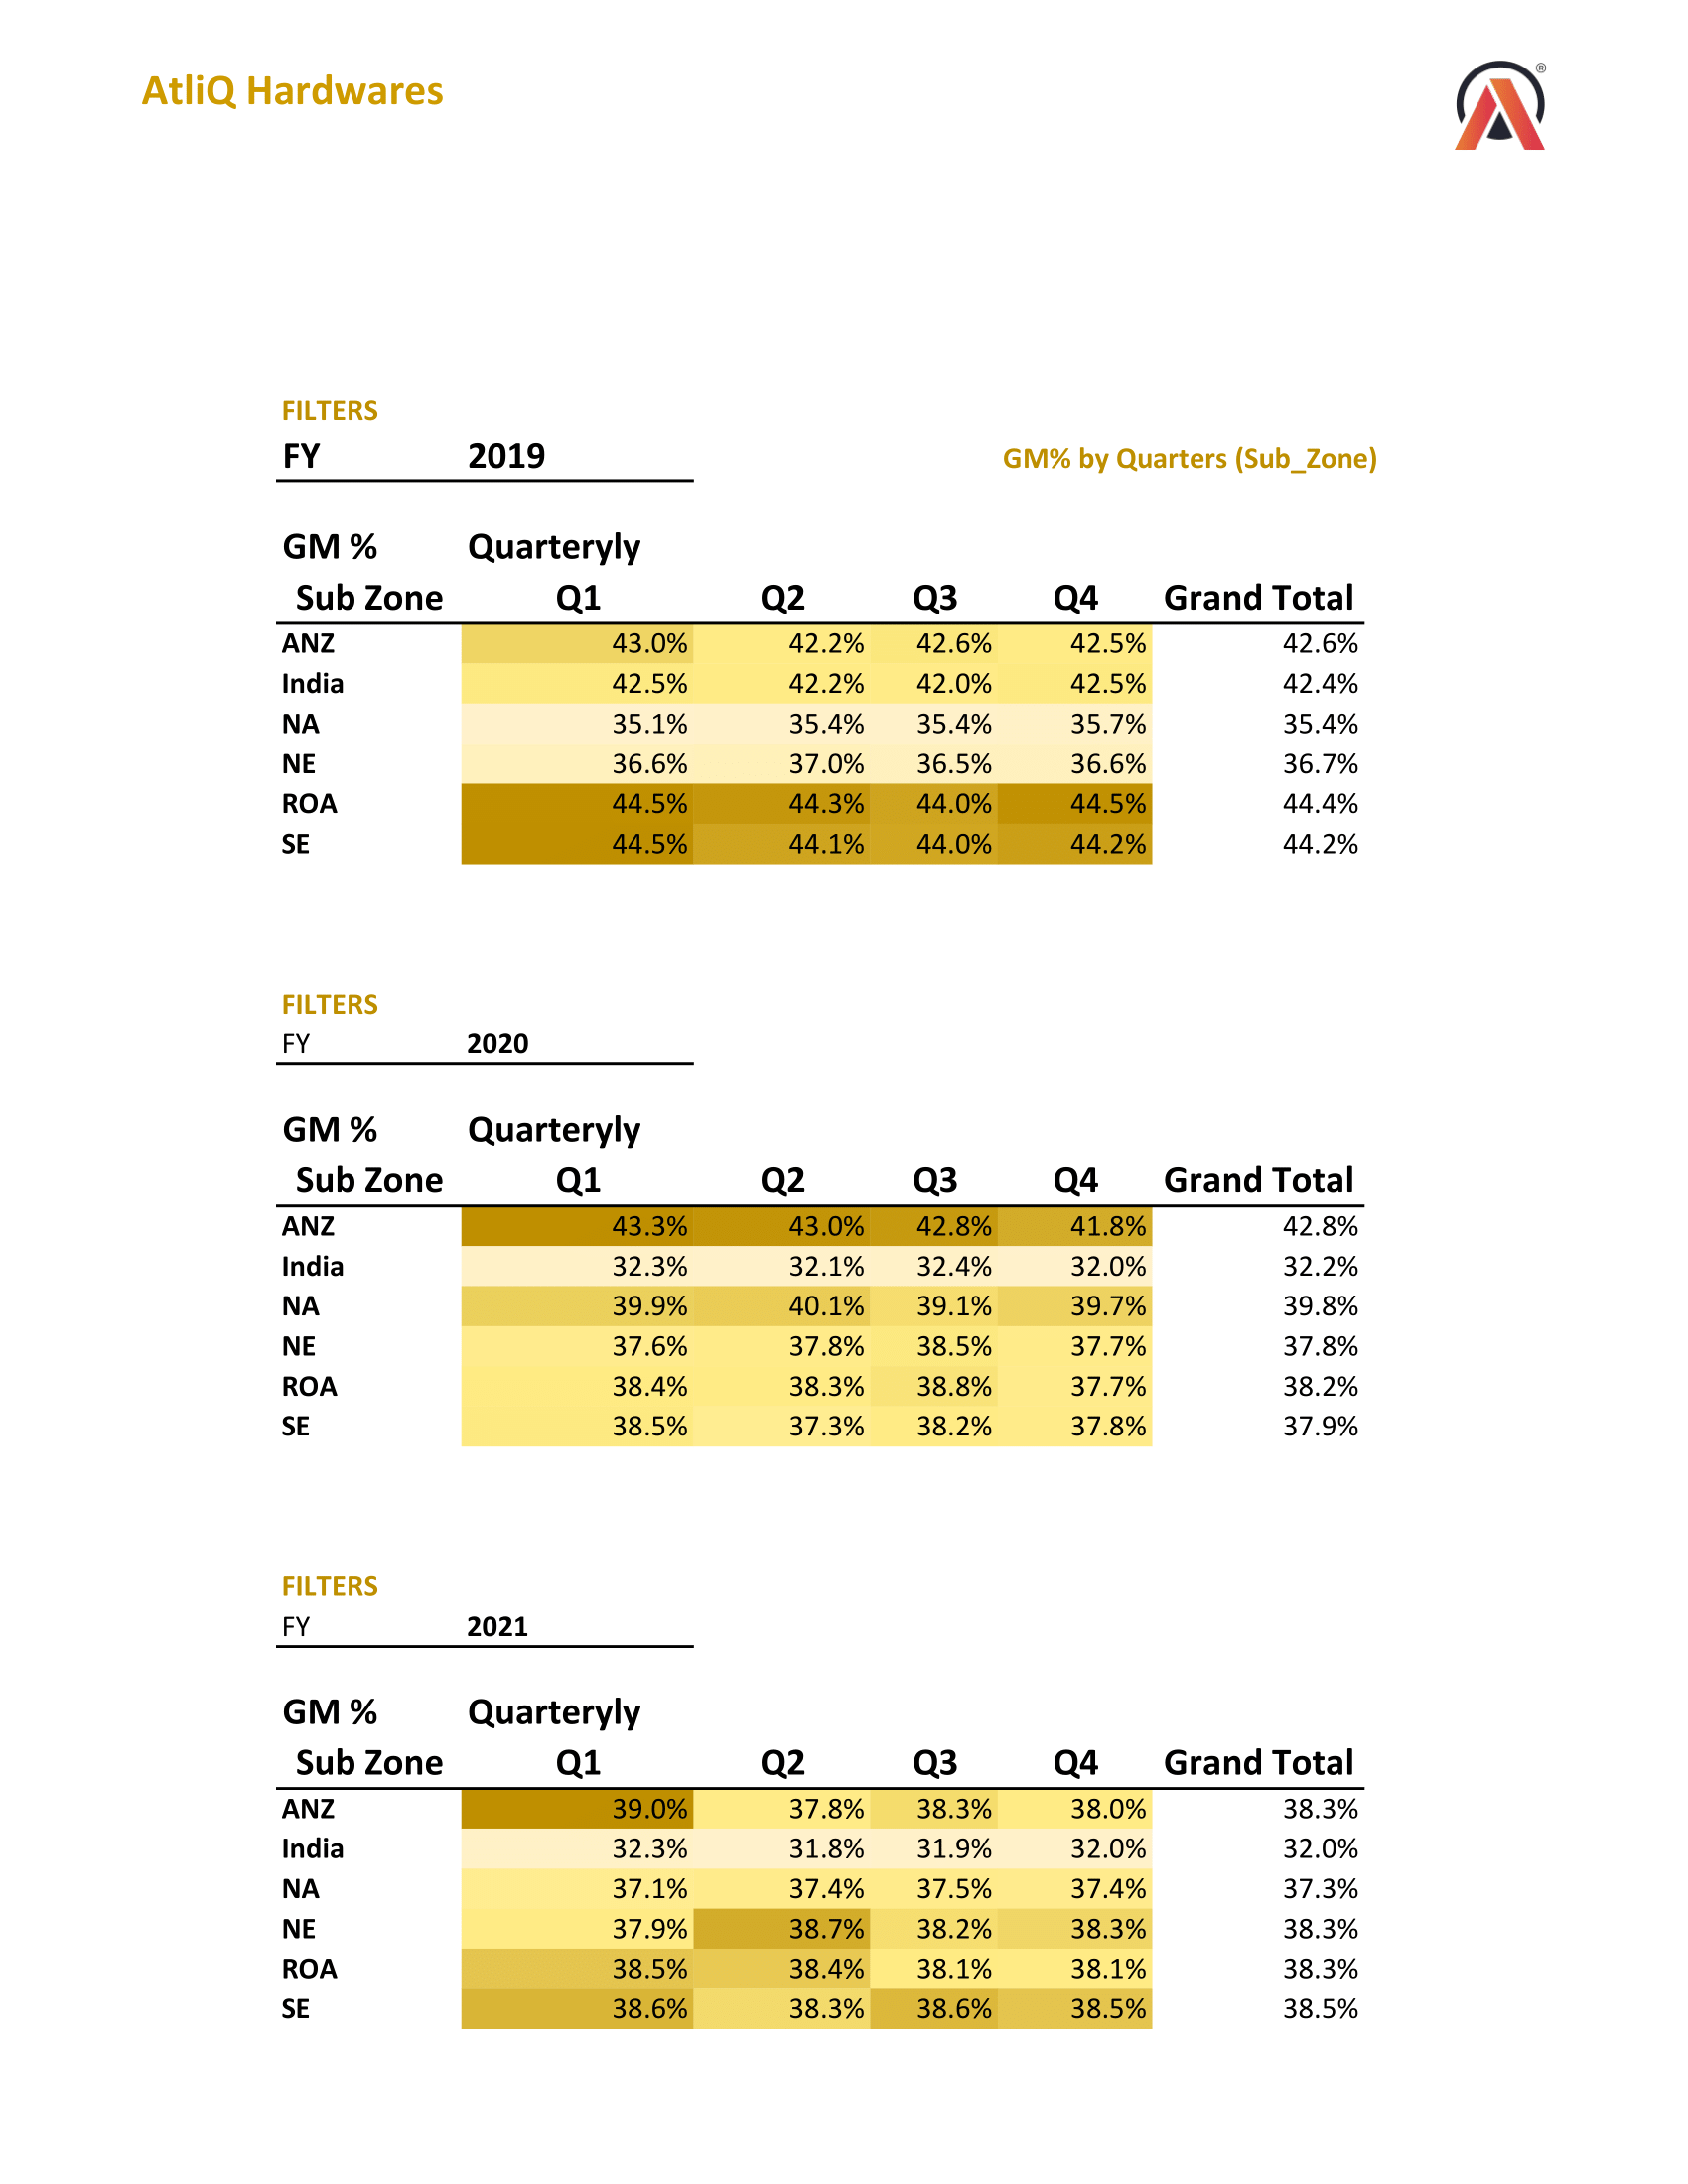 AtliQ Hardwares
®
FILTERS
FY 2019 GM% by Quarters (Sub_Zone)
GM % Quarteryly
Sub Zone Q1 Q2 Q3 Q4 Grand Total
ANZ 43.0% 42.2% 42.6% 42.5% 42.6%
India 42.5% 42.2% 42.0% 42.5% 42.4%
NA 35.1% 35.4% 35.4% 35.7% 35.4%
NE 36.6% 37.0% 36.5% 36.6% 36.7%
ROA 44.5% 44.3% 44.0% 44.5% 44.4%
SE 44.5% 44.1% 44.0% 44.2% 44.2%
FILTERS
FY 2020
GM % Quarteryly
Sub Zone Q1 Q2 Q3 Q4 Grand Total
ANZ 43.3% 43.0% 42.8% 41.8% 42.8%
India 32.3% 32.1% 32.4% 32.0% 32.2%
NA 39.9% 40.1% 39.1% 39.7% 39.8%
NE 37.6% 37.8% 38.5% 37.7% 37.8%
ROA 38.4% 38.3% 38.8% 37.7% 38.2%
SE 38.5% 37.3% 38.2% 37.8% 37.9%
FILTERS
FY 2021
GM % Quarteryly
Sub Zone Q1 Q2 Q3 Q4 Grand Total
ANZ 39.0% 37.8% 38.3% 38.0% 38.3%
India 32.3% 31.8% 31.9% 32.0% 32.0%
NA 37.1% 37.4% 37.5% 37.4% 37.3%
NE 37.9% 38.7% 38.2% 38.3% 38.3%
ROA 38.5% 38.4% 38.1% 38.1% 38.3%
SE 38.6% 38.3% 38.6% 38.5% 38.5%